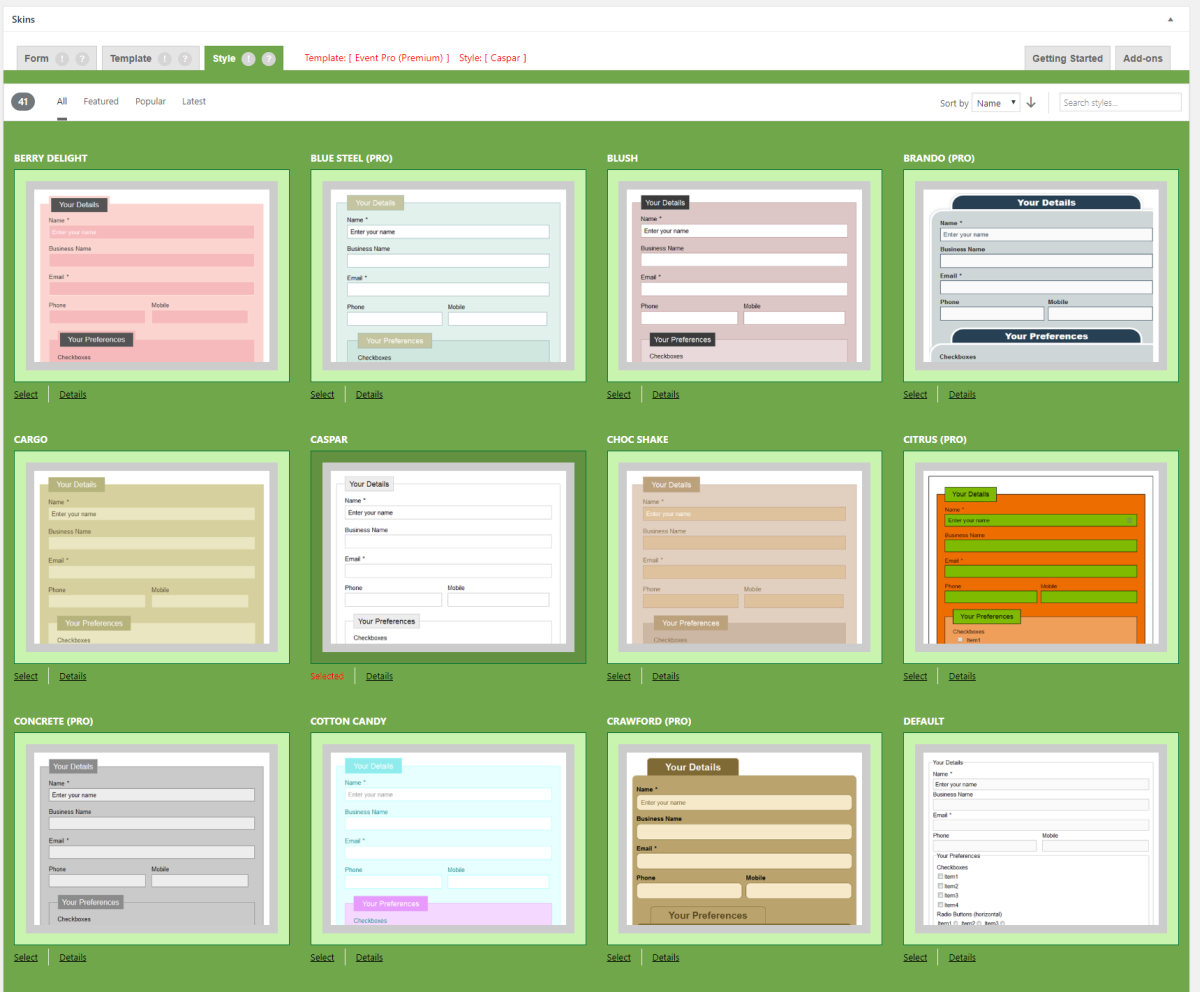 Skins
Form ! ? Template ! ? Style ! ? Template: [ Event Pro (Premium) ] Style: [ Caspar ] Getting Started Add-ons
41 All Featured Popular Latest Sort by Name Search styles...
BERRY DELIGHT BLUE STEEL (PRO) BLUSH BRANDO (PRO)
Your Details
Name *
Enter your name
Business Name
Email *
Phone Mobile
Your Preferences
Checkboxes
Your Details
Name *
Enter your name
Business Name
Email *
Phone Mobile
Your Preferences
Checkboxes
Your Details
Name *
Enter your name
Business Name
Email *
Phone Mobile
Your Preferences
Checkboxes
Your Details
Name *
Enter your name
Business Name
Email *
Phone Mobile
Your Preferences
Checkboxes
Select Details Select Details Select Details Select Details
CARGO CASPAR CHOC SHAKE CITRUS (PRO)
Your Details
Name *
Enter your name
Business Name
Email *
Phone Mobile
Your Preferences
Checkboxes
Your Details
Name *
Enter your name
Business Name
Email *
Phone Mobile
Your Preferences
Checkboxes
Your Details
Name *
Enter your name
Business Name
Email *
Phone Mobile
Your Preferences
Checkboxes
Your Details
Name *
Enter your name
Business Name
Email *
Phone Mobile
Your Preferences
Checkboxes
Item1
Select Details Selected Details Select Details Select Details
CONCRETE (PRO) COTTON CANDY CRAWFORD (PRO) DEFAULT
Your Details
Name *
Enter your name
Business Name
Email *
Phone Mobile
Your Preferences
Checkboxes
Your Details
Name *
Enter your name
Business Name
Email *
Phone Mobile
Your Preferences
Checkboxes
Your Details
Name *
Enter your name
Business Name
Email *
Phone Mobile
Your Preferences
Your Details
Name *
Enter your name
Business Name
Email *
Phone Mobile
Your Preferences
Checkboxes
Item1
Item2
Item3
Item4
Radio Buttons (horizontal)
Item1 Item2 Item3
Select Details Select Details Select Details Select Details